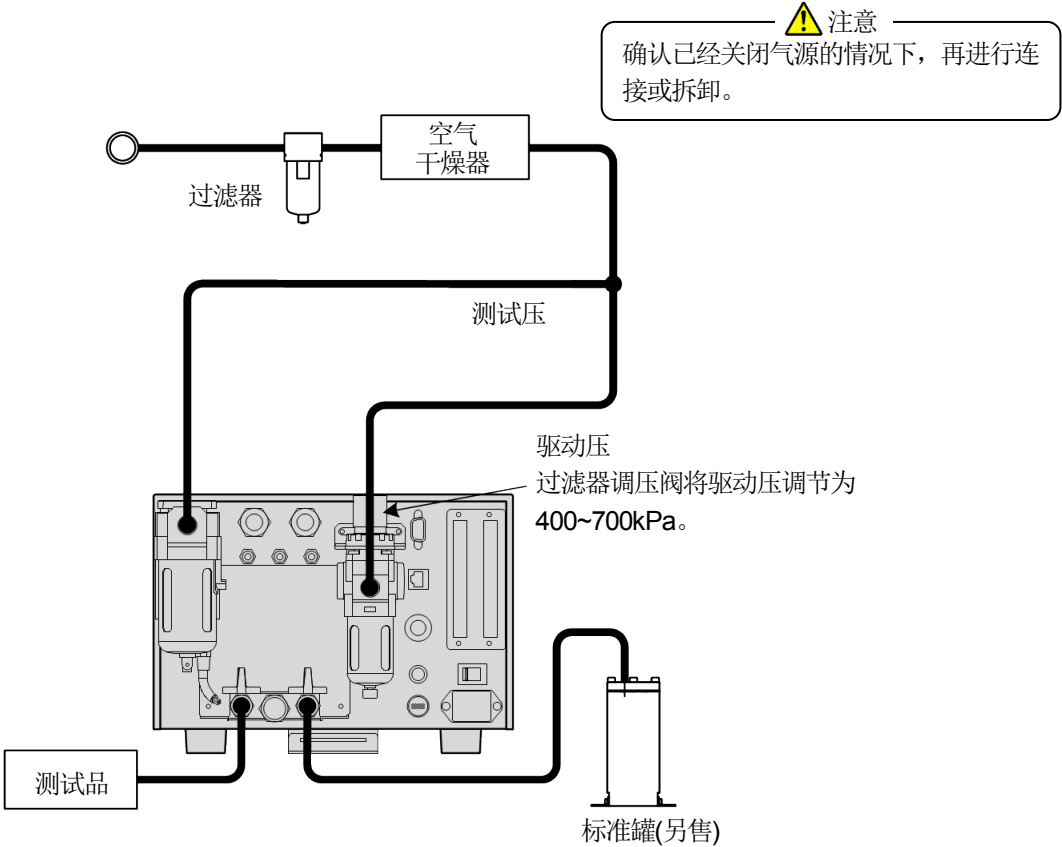 注意
确认已经关闭气源的情况下，再进行连
接或拆卸。
空气
干燥器
过滤器
测试压
驱动压
过滤器调压阀将驱动压调节为
400~700kPa。
测试品
标准罐(另售)